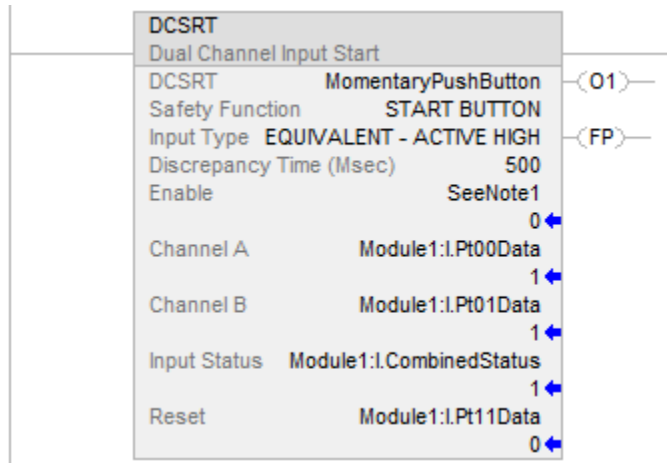 DCSRT
Dual Channel Input Start
DCSRT MomentaryPushButton O1
Safety Function START BUTTON
Input Type EQUIVALENT - ACTIVE HIGH FP
Discrepancy Time (Msec) 500
Enable SeeNote1
0
Channel A Module1:I.Pt00Data
1
Channel B Module1:I.Pt01Data
1
Input Status Module1:I.CombinedStatus
1
Reset Module1:I.Pt11Data
0